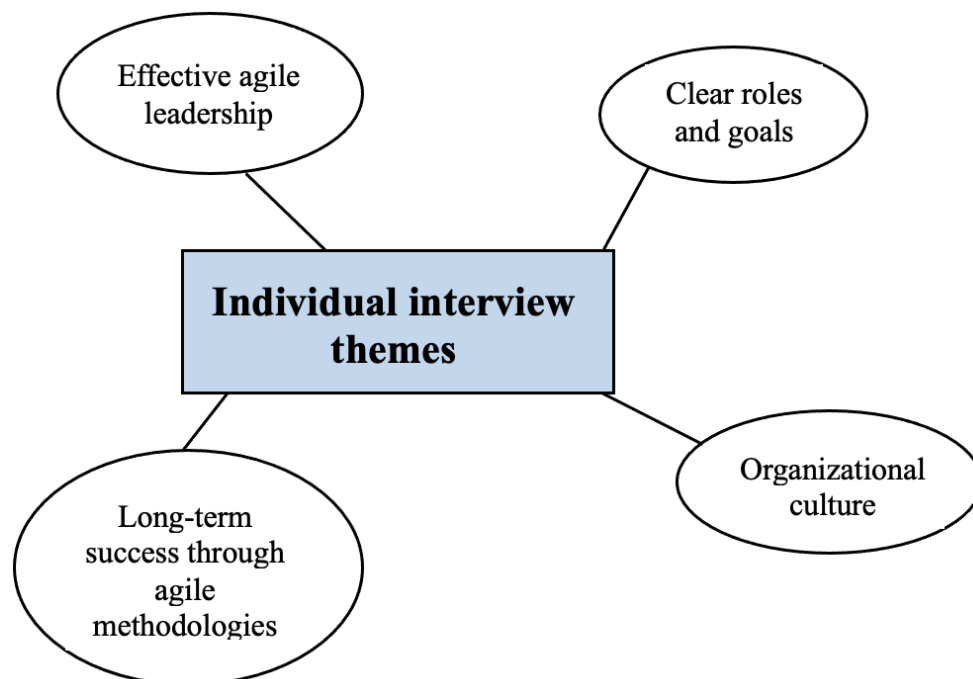 Effective agile
leadership
Clear roles
and goals
Individual interview
themes
Organizational
culture
Long-term
success through
agile
methodologies